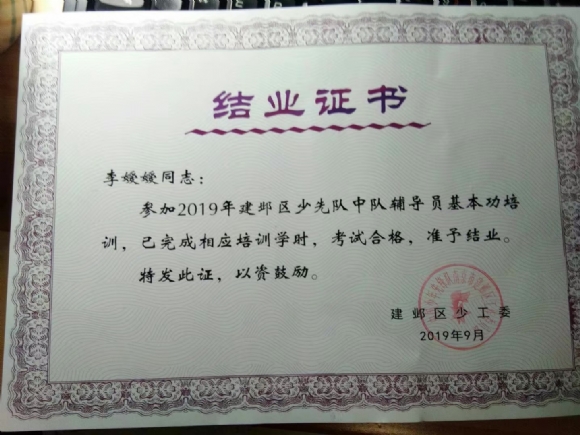 结业证书
李媛媛同志：
参加2019年建邺区少先队中队辅导员基本功培
训，已完成相应培训学时，考试合格，准予结业。
特发此证，以资鼓励。
建邺区少工委
2019年9月